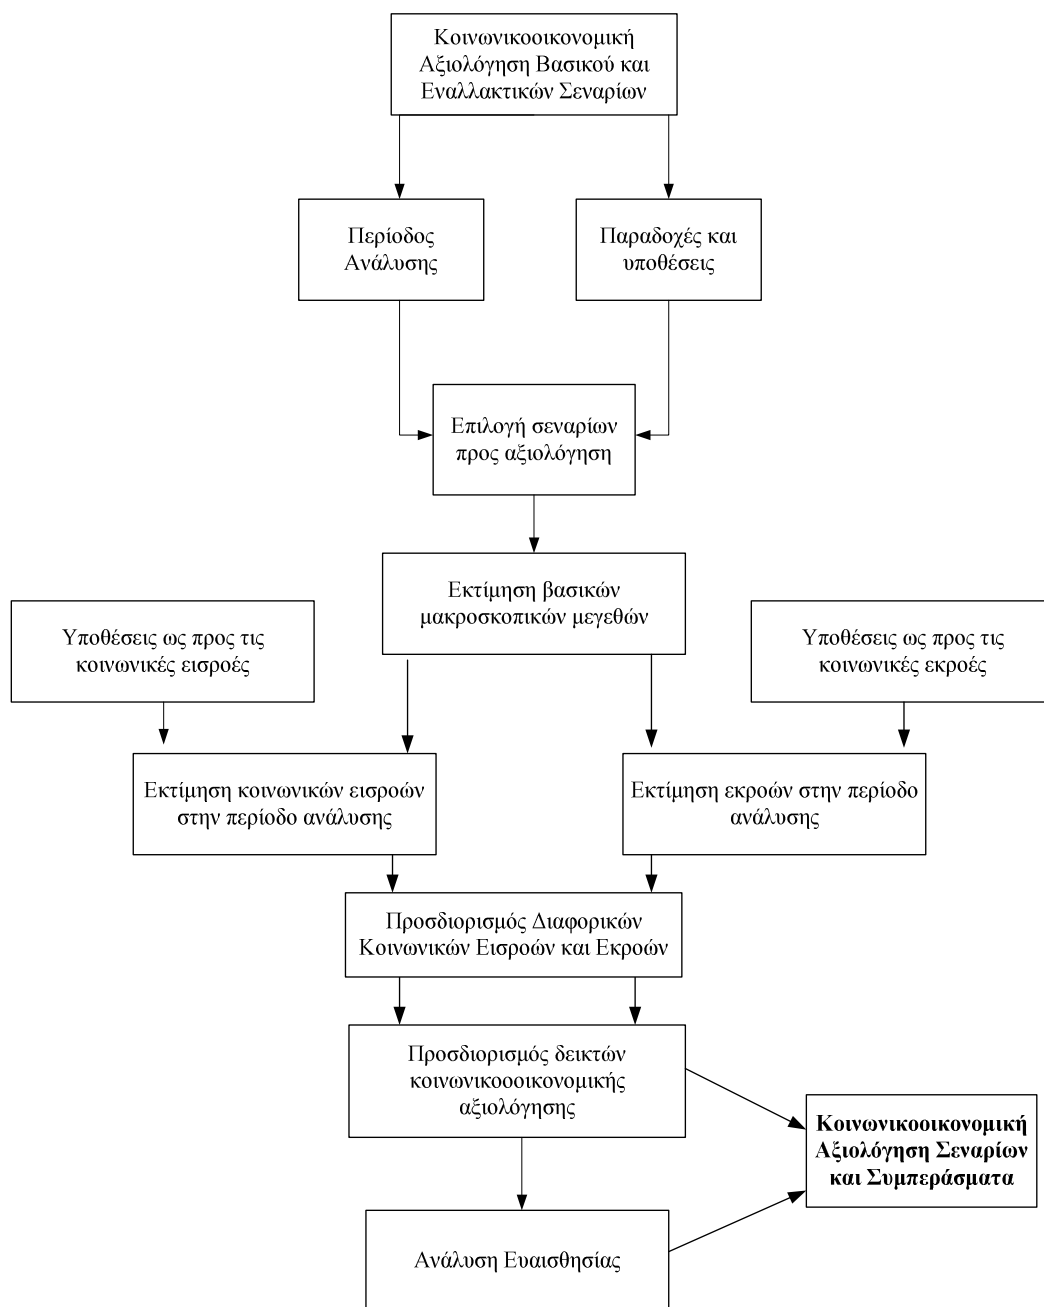 Κοινωνικοοικονομική
Αξιολόγηση Βασικού και
Εναλλακτικών Σεναρίων
Περίοδος
Ανάλυσης
Παραδοχές και
υποθέσεις
Επιλογή σεναρίων
προς αξιολόγηση
Εκτίμηση βασικών
μακροσκοπικών μεγεθών
Υποθέσεις ως προς τις
κοινωνικές εισροές
Υποθέσεις ως προς τις
κοινωνικές εκροές
Εκτίμηση κοινωνικών εισροών
στην περίοδο ανάλυσης
Εκτίμηση εκροών στην περίοδο
ανάλυσης
Προσδιορισμός Διαφορικών
Κοινωνικών Εισροών και Εκροών
Προσδιορισμός δεικτών
κοινωνικοοοικονομικής
αξιολόγησης
Κοινωνικοοικονομική
Αξιολόγηση Σεναρίων
και Συμπεράσματα
Ανάλυση Ευαισθησίας